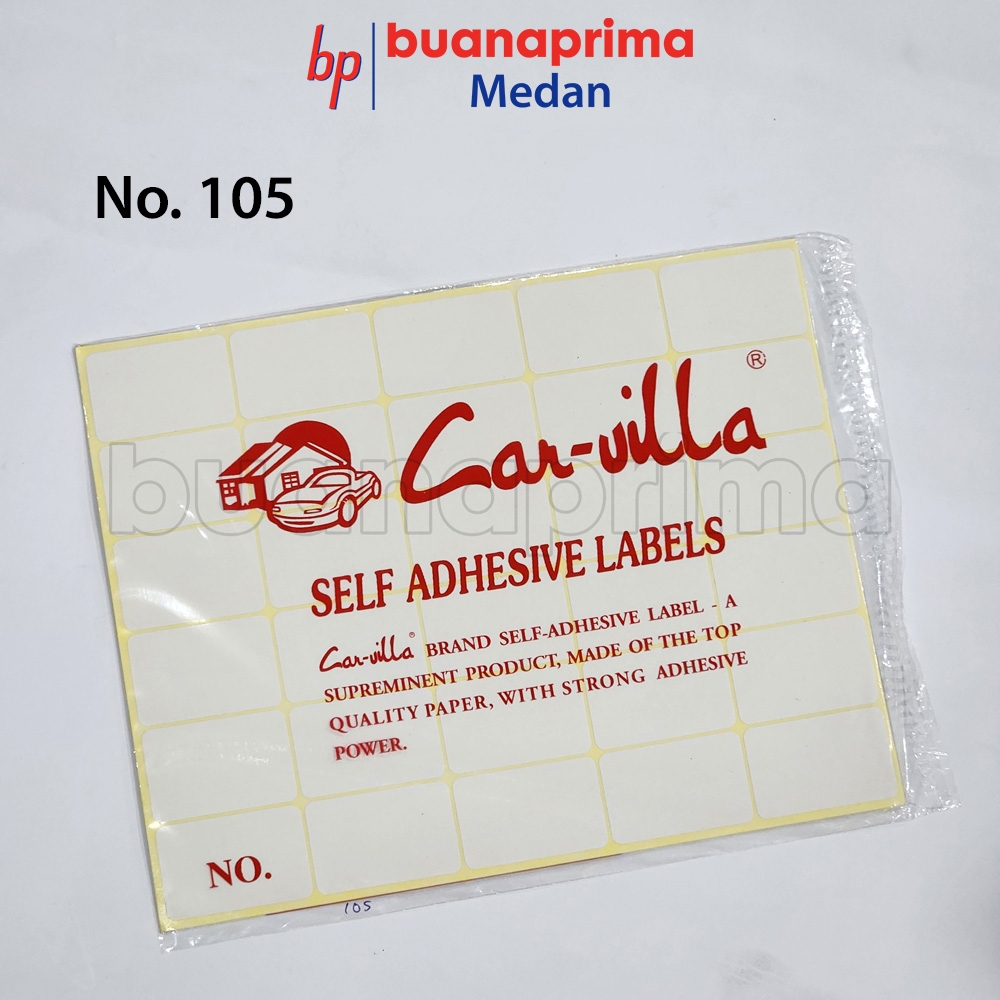 bp buanaprima
Medan
No. 105
Car-villa ®
buanaprima
SELF ADHESIVE LABELS
Car-villa® BRAND SELF-ADHESIVE LABEL - A
SUPREMINENT PRODUCT, MADE OF THE TOP
QUALITY PAPER, WITH STRONG ADHESIVE
POWER.
NO.
105